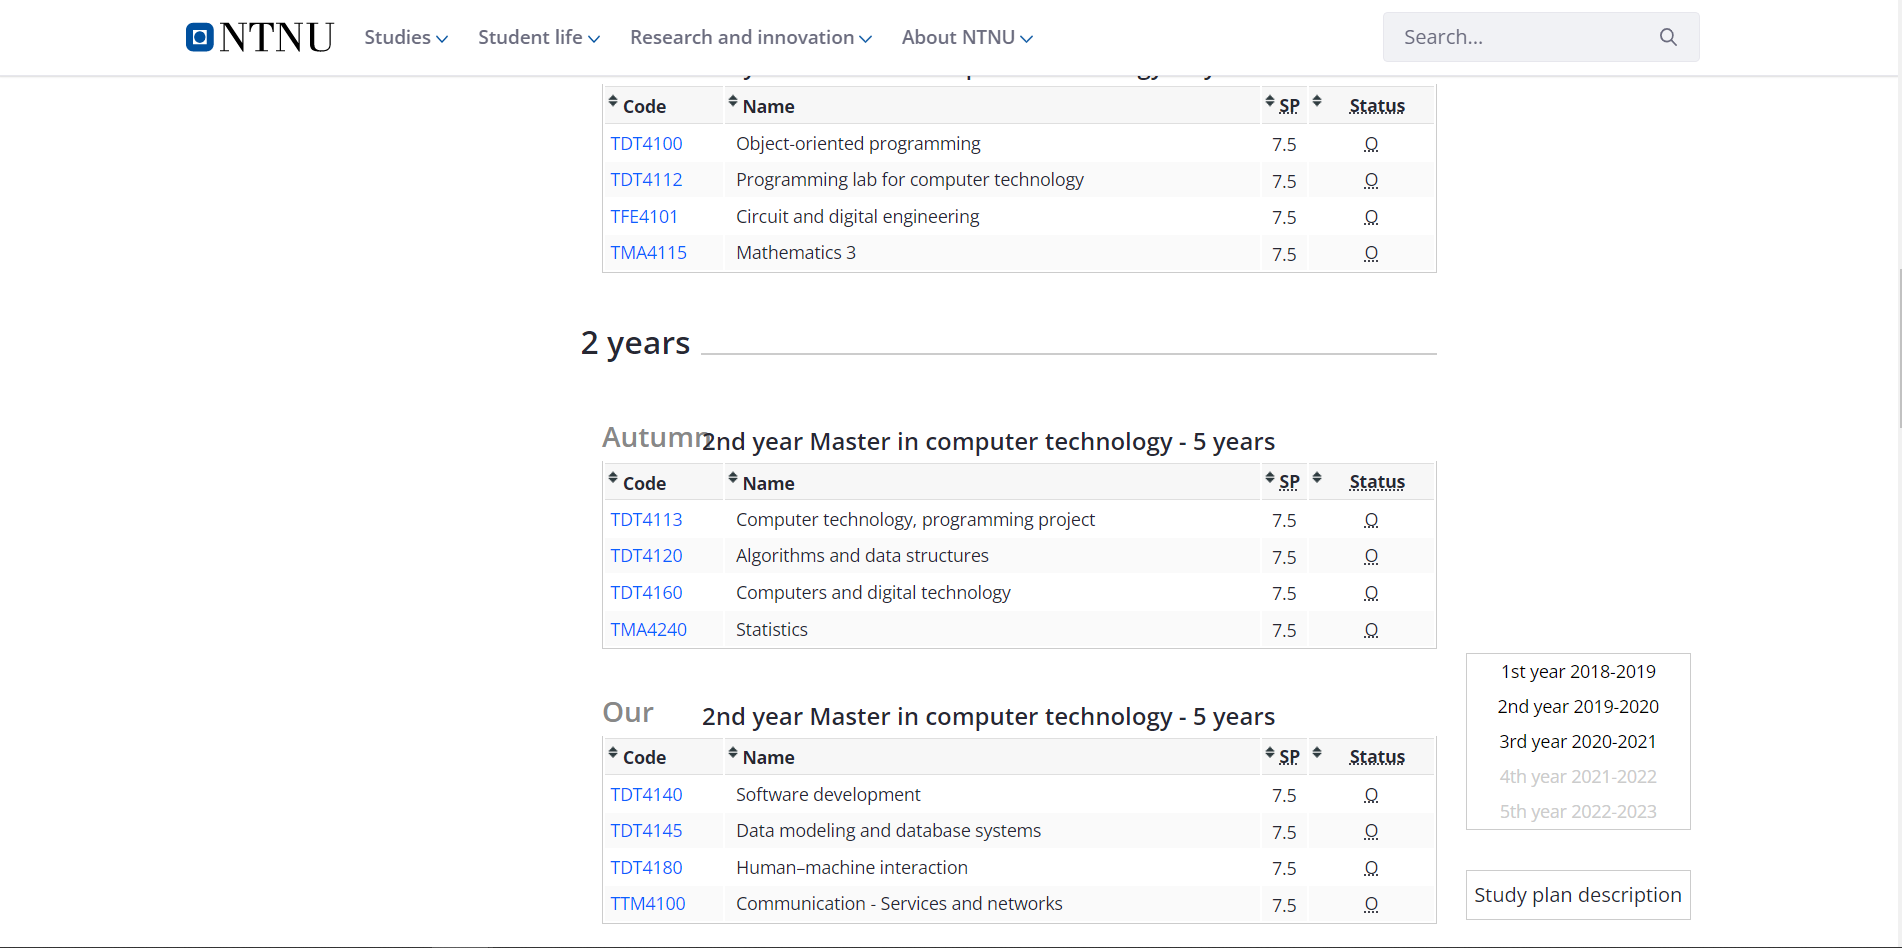 NTNU Studies Student life Research and innovation About NTNU Search...
Code Name SP Status
TDT4100 Object-oriented programming 7.5 O
TDT4112 Programming lab for computer technology 7.5 O
TFE4101 Circuit and digital engineering 7.5 O
TMA4115 Mathematics 3 7.5 O
2 years
Autumn 2nd year Master in computer technology - 5 years
Code Name SP Status
TDT4113 Computer technology, programming project 7.5 O
TDT4120 Algorithms and data structures 7.5 O
TDT4160 Computers and digital technology 7.5 O
TMA4240 Statistics 7.5 O
Our 2nd year Master in computer technology - 5 years
Code Name SP Status
TDT4140 Software development 7.5 O
TDT4145 Data modeling and database systems 7.5 O
TDT4180 Human–machine interaction 7.5 O
TTM4100 Communication - Services and networks 7.5 O
1st year 2018-2019
2nd year 2019-2020
3rd year 2020-2021
4th year 2021-2022
5th year 2022-2023
Study plan description